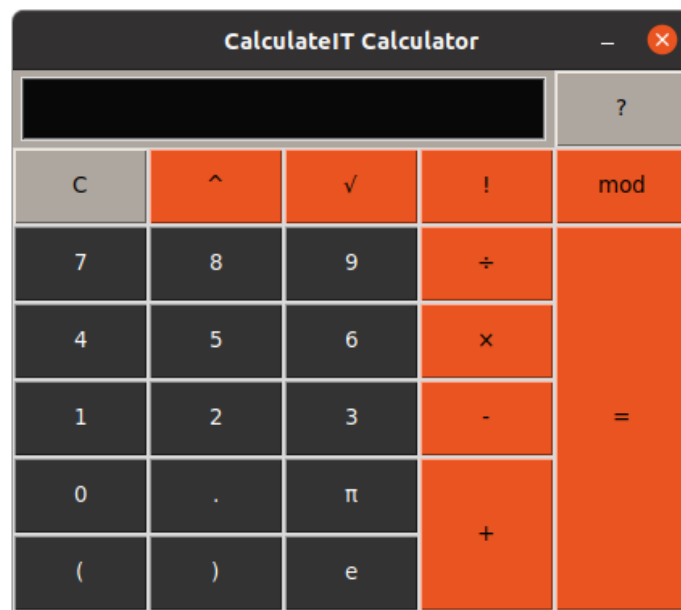 CalculateIT Calculator
?
C ^ √ ! mod
7 8 9 ÷
4 5 6 ×
1 2 3 - =
0 . π
+
( ) e